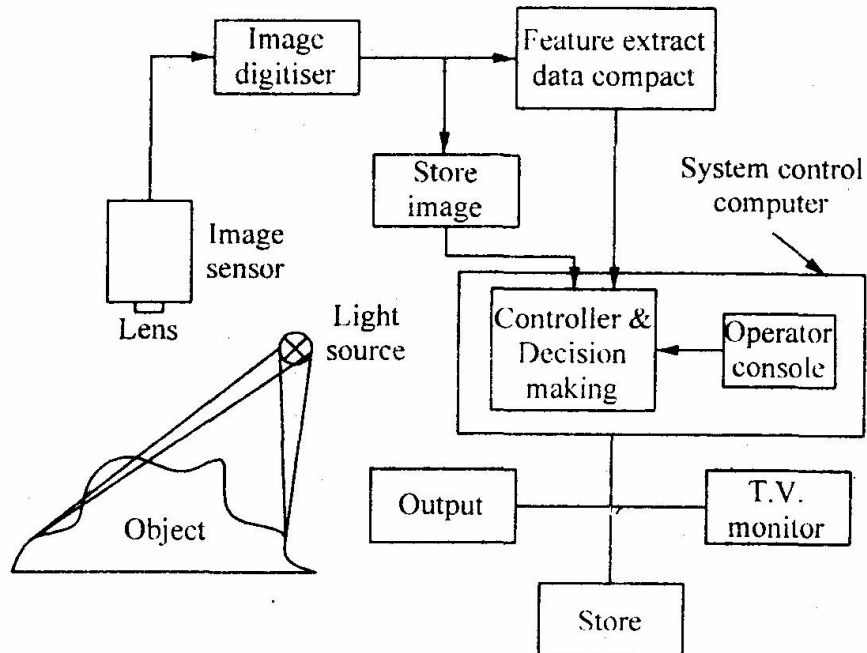 Image
digitiser
Feature extract
data compact
Store
image
System control
computer
Image
sensor
Lens
Light
source
Controller &
Decision
making
Operator
console
Object
Output
T.V.
monitor
Store